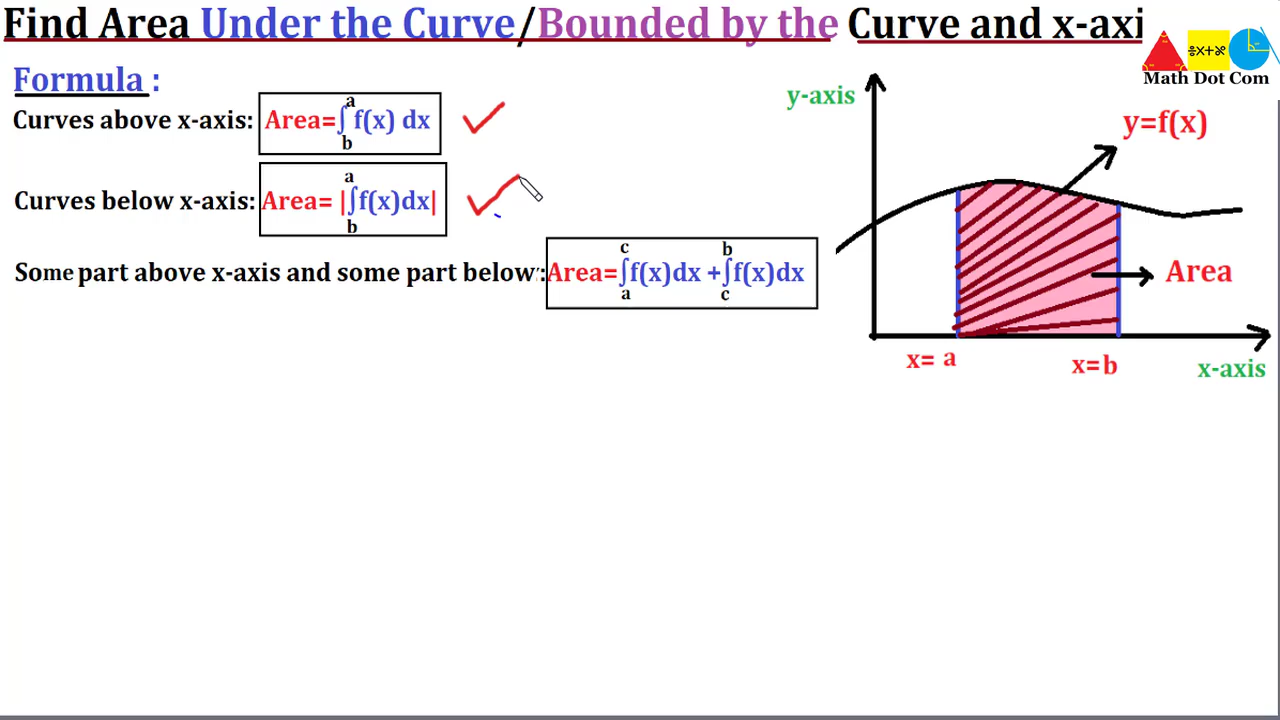 Find Area Under the Curve/Bounded by the Curve and x-axi
÷x+%
Math Dot Com
Formula :
y-axis
Curves above x-axis: Area=∫ f(x) dx
a
b
y=f(x)
Curves below x-axis: Area= |∫f(x)dx|
a
b
Some part above x-axis and some part below: Area=∫f(x)dx +∫f(x)dx
c b
a c
Area
x= a
x=b
x-axis